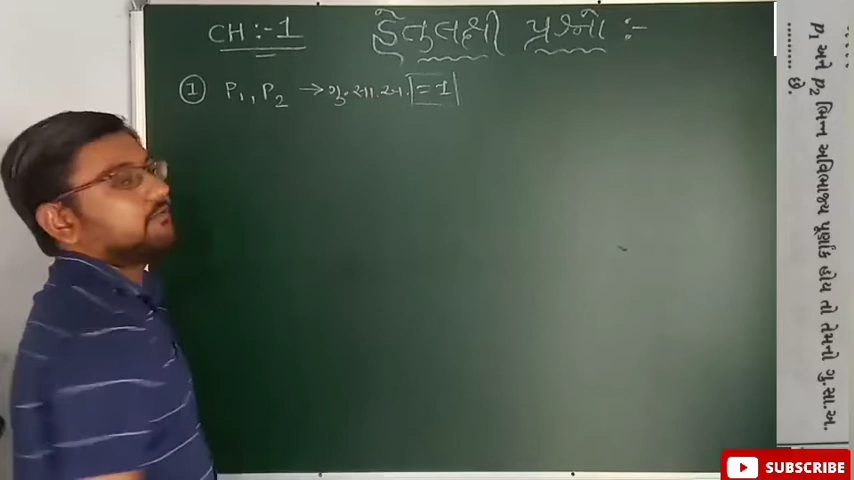 CH :- 1 હેતુલક્ષી પ્રશ્નો :-
① P₁, P₂ → ગુ.સા.અ. = 1
p₁ અને p₂ ભિન્ન અવિભાજ્ય પૂર્ણાંક હોય તો તેમનો ગુ.સા.અ.
.......... છે.
SUBSCRIBE